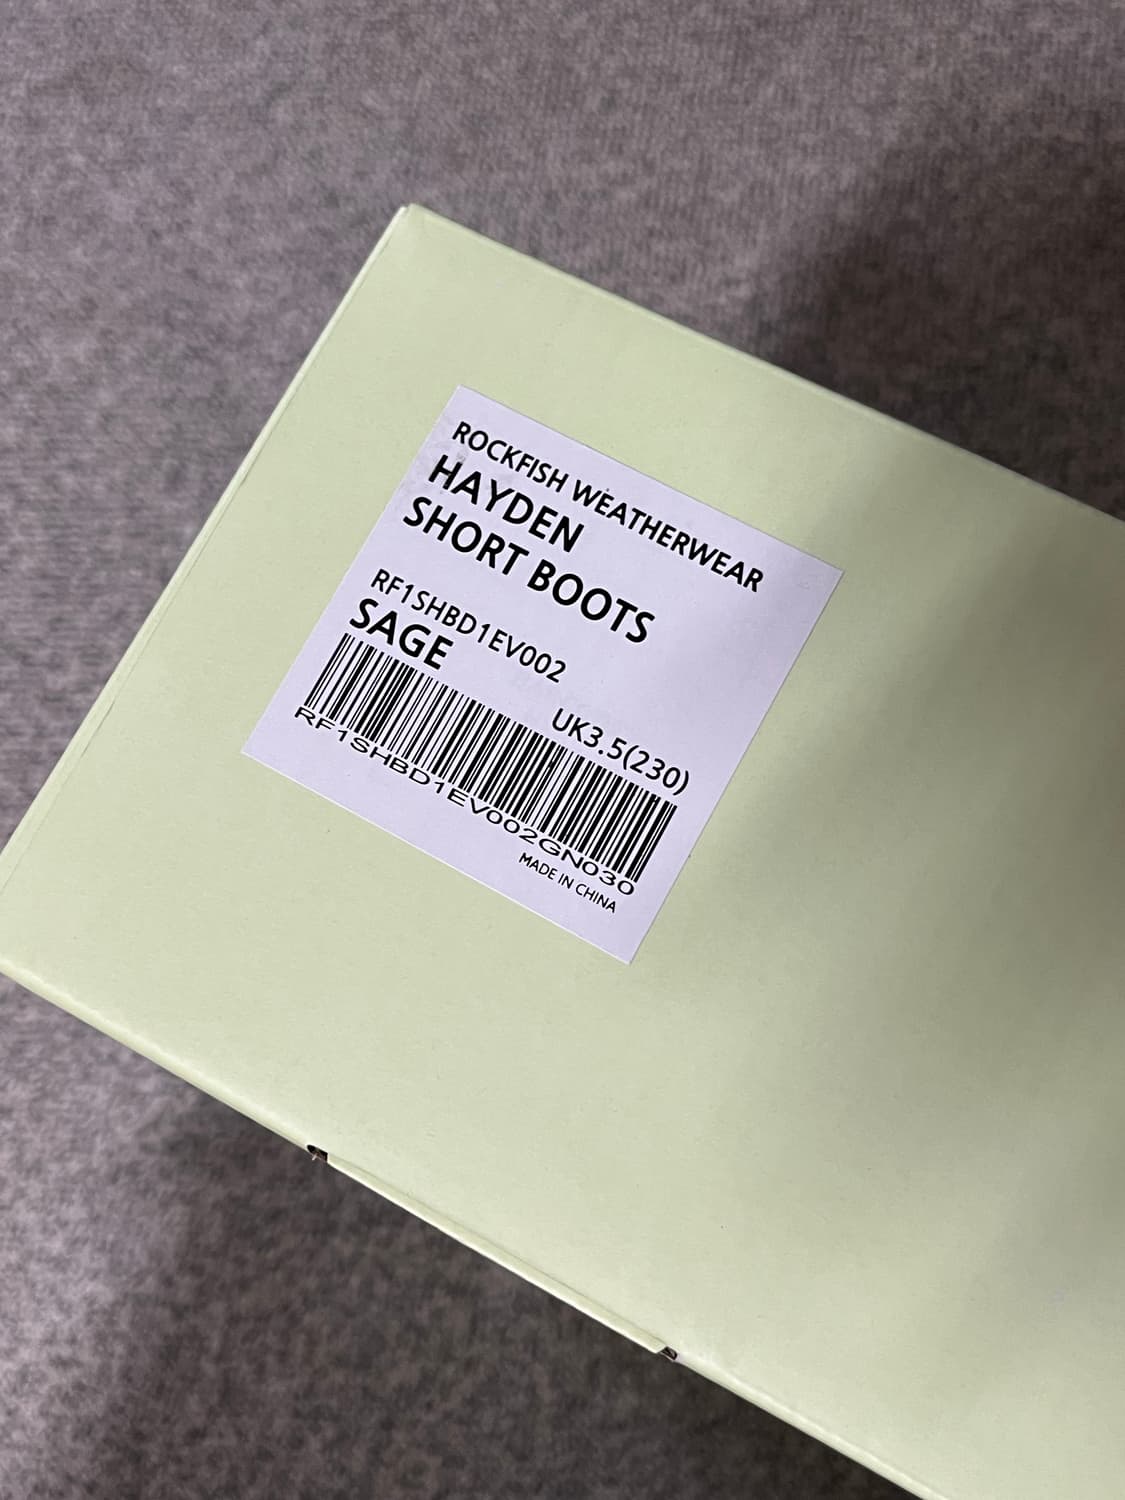 ROCKFISH WEATHERWEAR
HAYDEN
SHORT BOOTS
RF1SHBD1EV002
SAGE
UK3.5(230)
RF1SHBD1EV002GN030
MADE IN CHINA